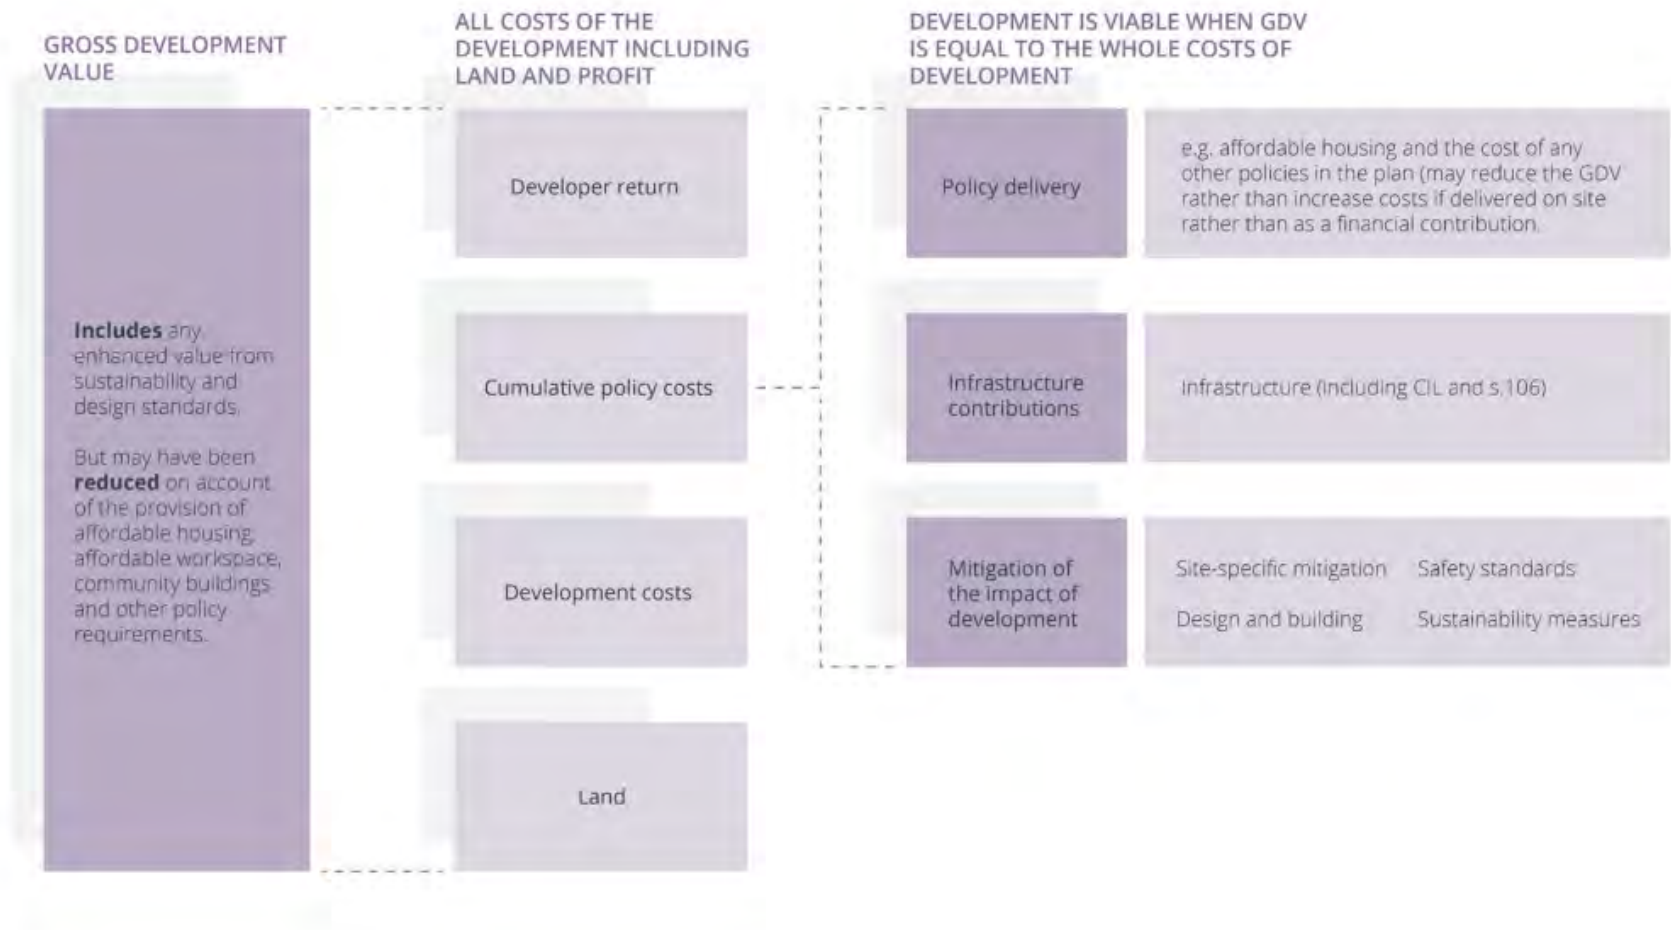 GROSS DEVELOPMENT
VALUE
Includes any
enhanced value from
sustainability and
design standards.
But may have been
reduced on account
of the provision of
affordable housing,
affordable workspace,
community buildings
and other policy
requirements.
ALL COSTS OF THE
DEVELOPMENT INCLUDING
LAND AND PROFIT
Developer return
Cumulative policy costs
Development costs
Land
DEVELOPMENT IS VIABLE WHEN GDV
IS EQUAL TO THE WHOLE COSTS OF
DEVELOPMENT
Policy delivery
e.g. affordable housing and the cost of any
other policies in the plan (may reduce the GDV
rather than increase costs if delivered on site
rather than as a financial contribution.
Infrastructure
contributions
Infrastructure (including CIL and s.106)
Mitigation of
the impact of
development
Site-specific mitigation
Safety standards
Design and building
Sustainability measures